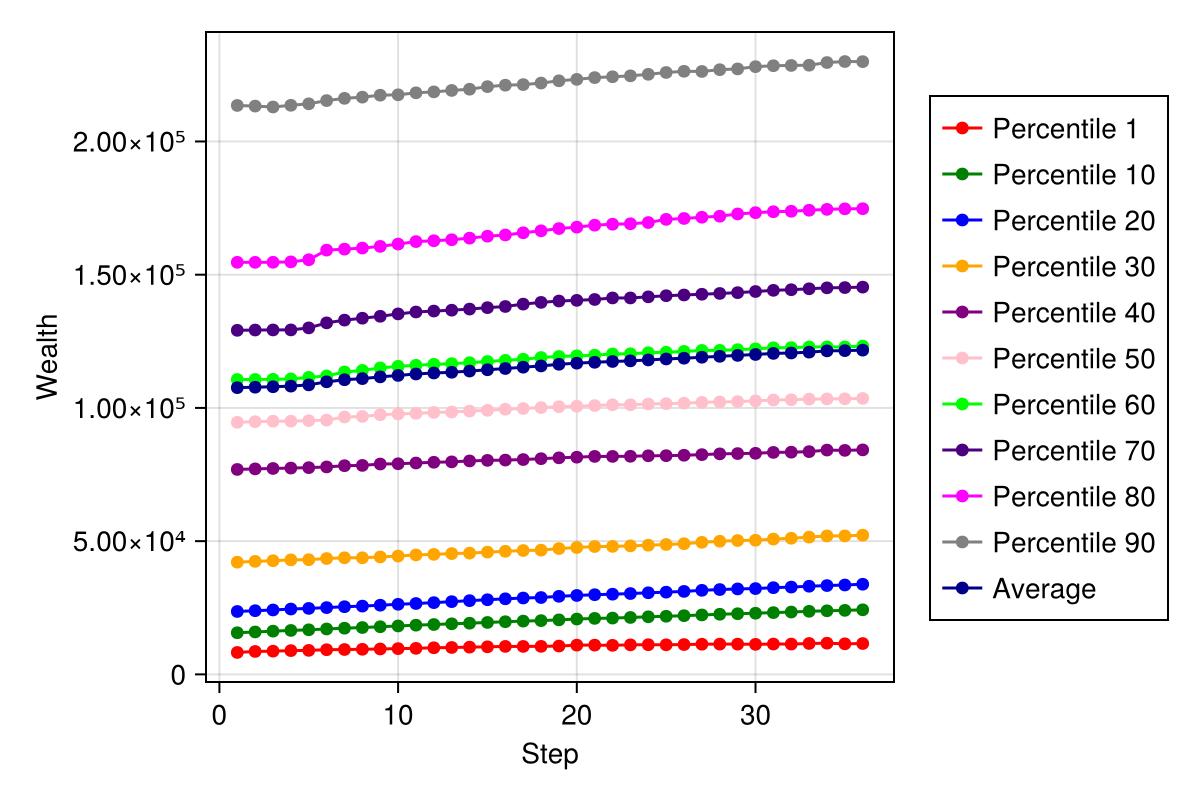 2.00×10⁵
1.50×10⁵
1.00×10⁵
5.00×10⁴
0
Wealth
0 10 20 30
Step
Percentile 1
Percentile 10
Percentile 20
Percentile 30
Percentile 40
Percentile 50
Percentile 60
Percentile 70
Percentile 80
Percentile 90
Average